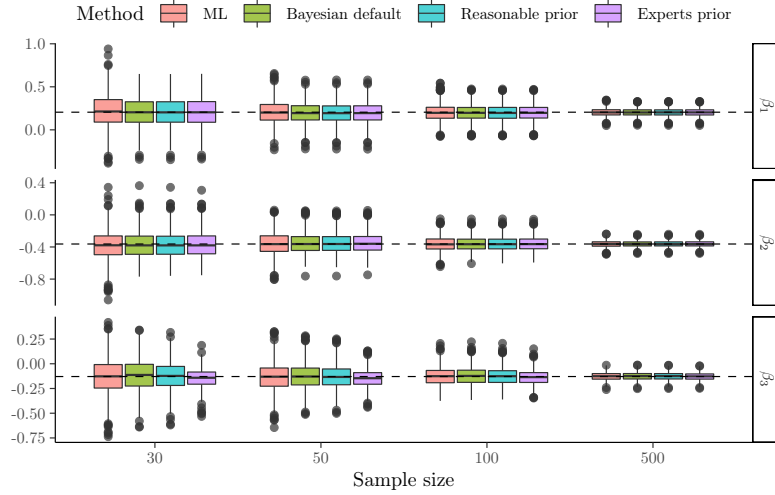 Method ML Bayesian default Reasonable prior Experts prior
1.0
0.5
0.0
β1
0.4
0.0
-0.4
-0.8
β2
0.25
0.00
-0.25
-0.50
-0.75
β3
30 50 100 500
Sample size